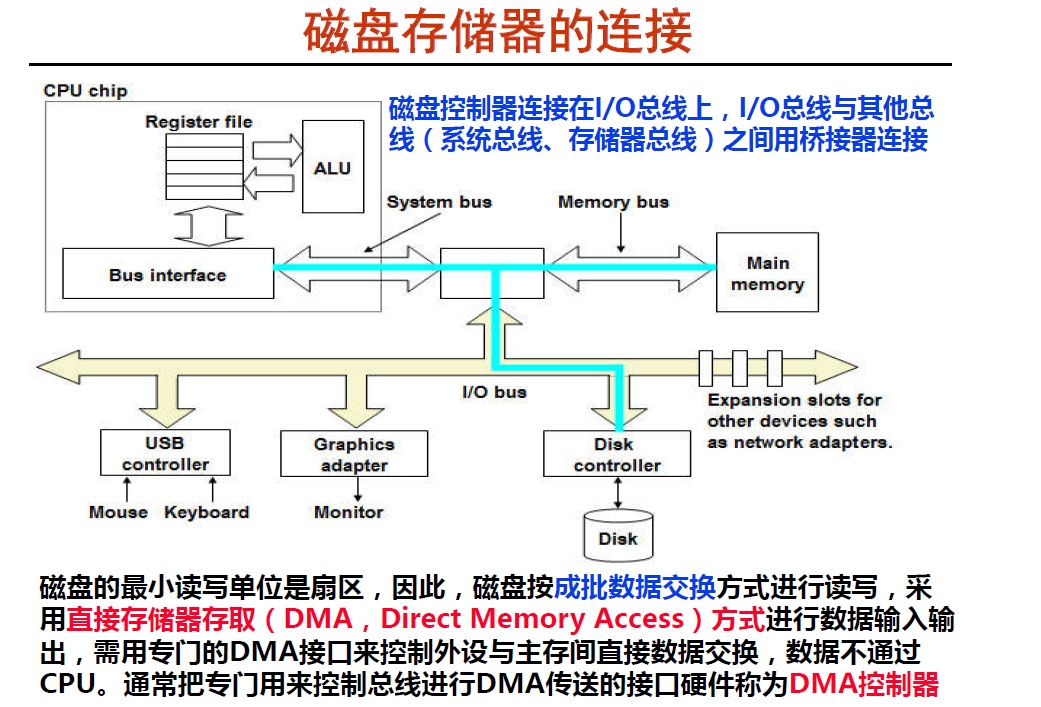 磁盘存储器的连接
CPU chip
磁盘控制器连接在I/O总线上，I/O总线与其他总
线（系统总线、存储器总线）之间用桥接器连接
Register file
ALU
System bus
Memory bus
Bus interface
Main
memory
I/O bus
Expansion slots for
other devices such
as network adapters.
USB
controller
Graphics
adapter
Disk
controller
Mouse
Keyboard
Monitor
Disk
磁盘的最小读写单位是扇区，因此，磁盘按成批数据交换方式进行读写，采
用直接存储器存取（DMA，Direct Memory Access）方式进行数据输入输
出，需用专门的DMA接口来控制外设与主存间直接数据交换，数据不通过
CPU。通常把专门用来控制总线进行DMA传送的接口硬件称为DMA控制器